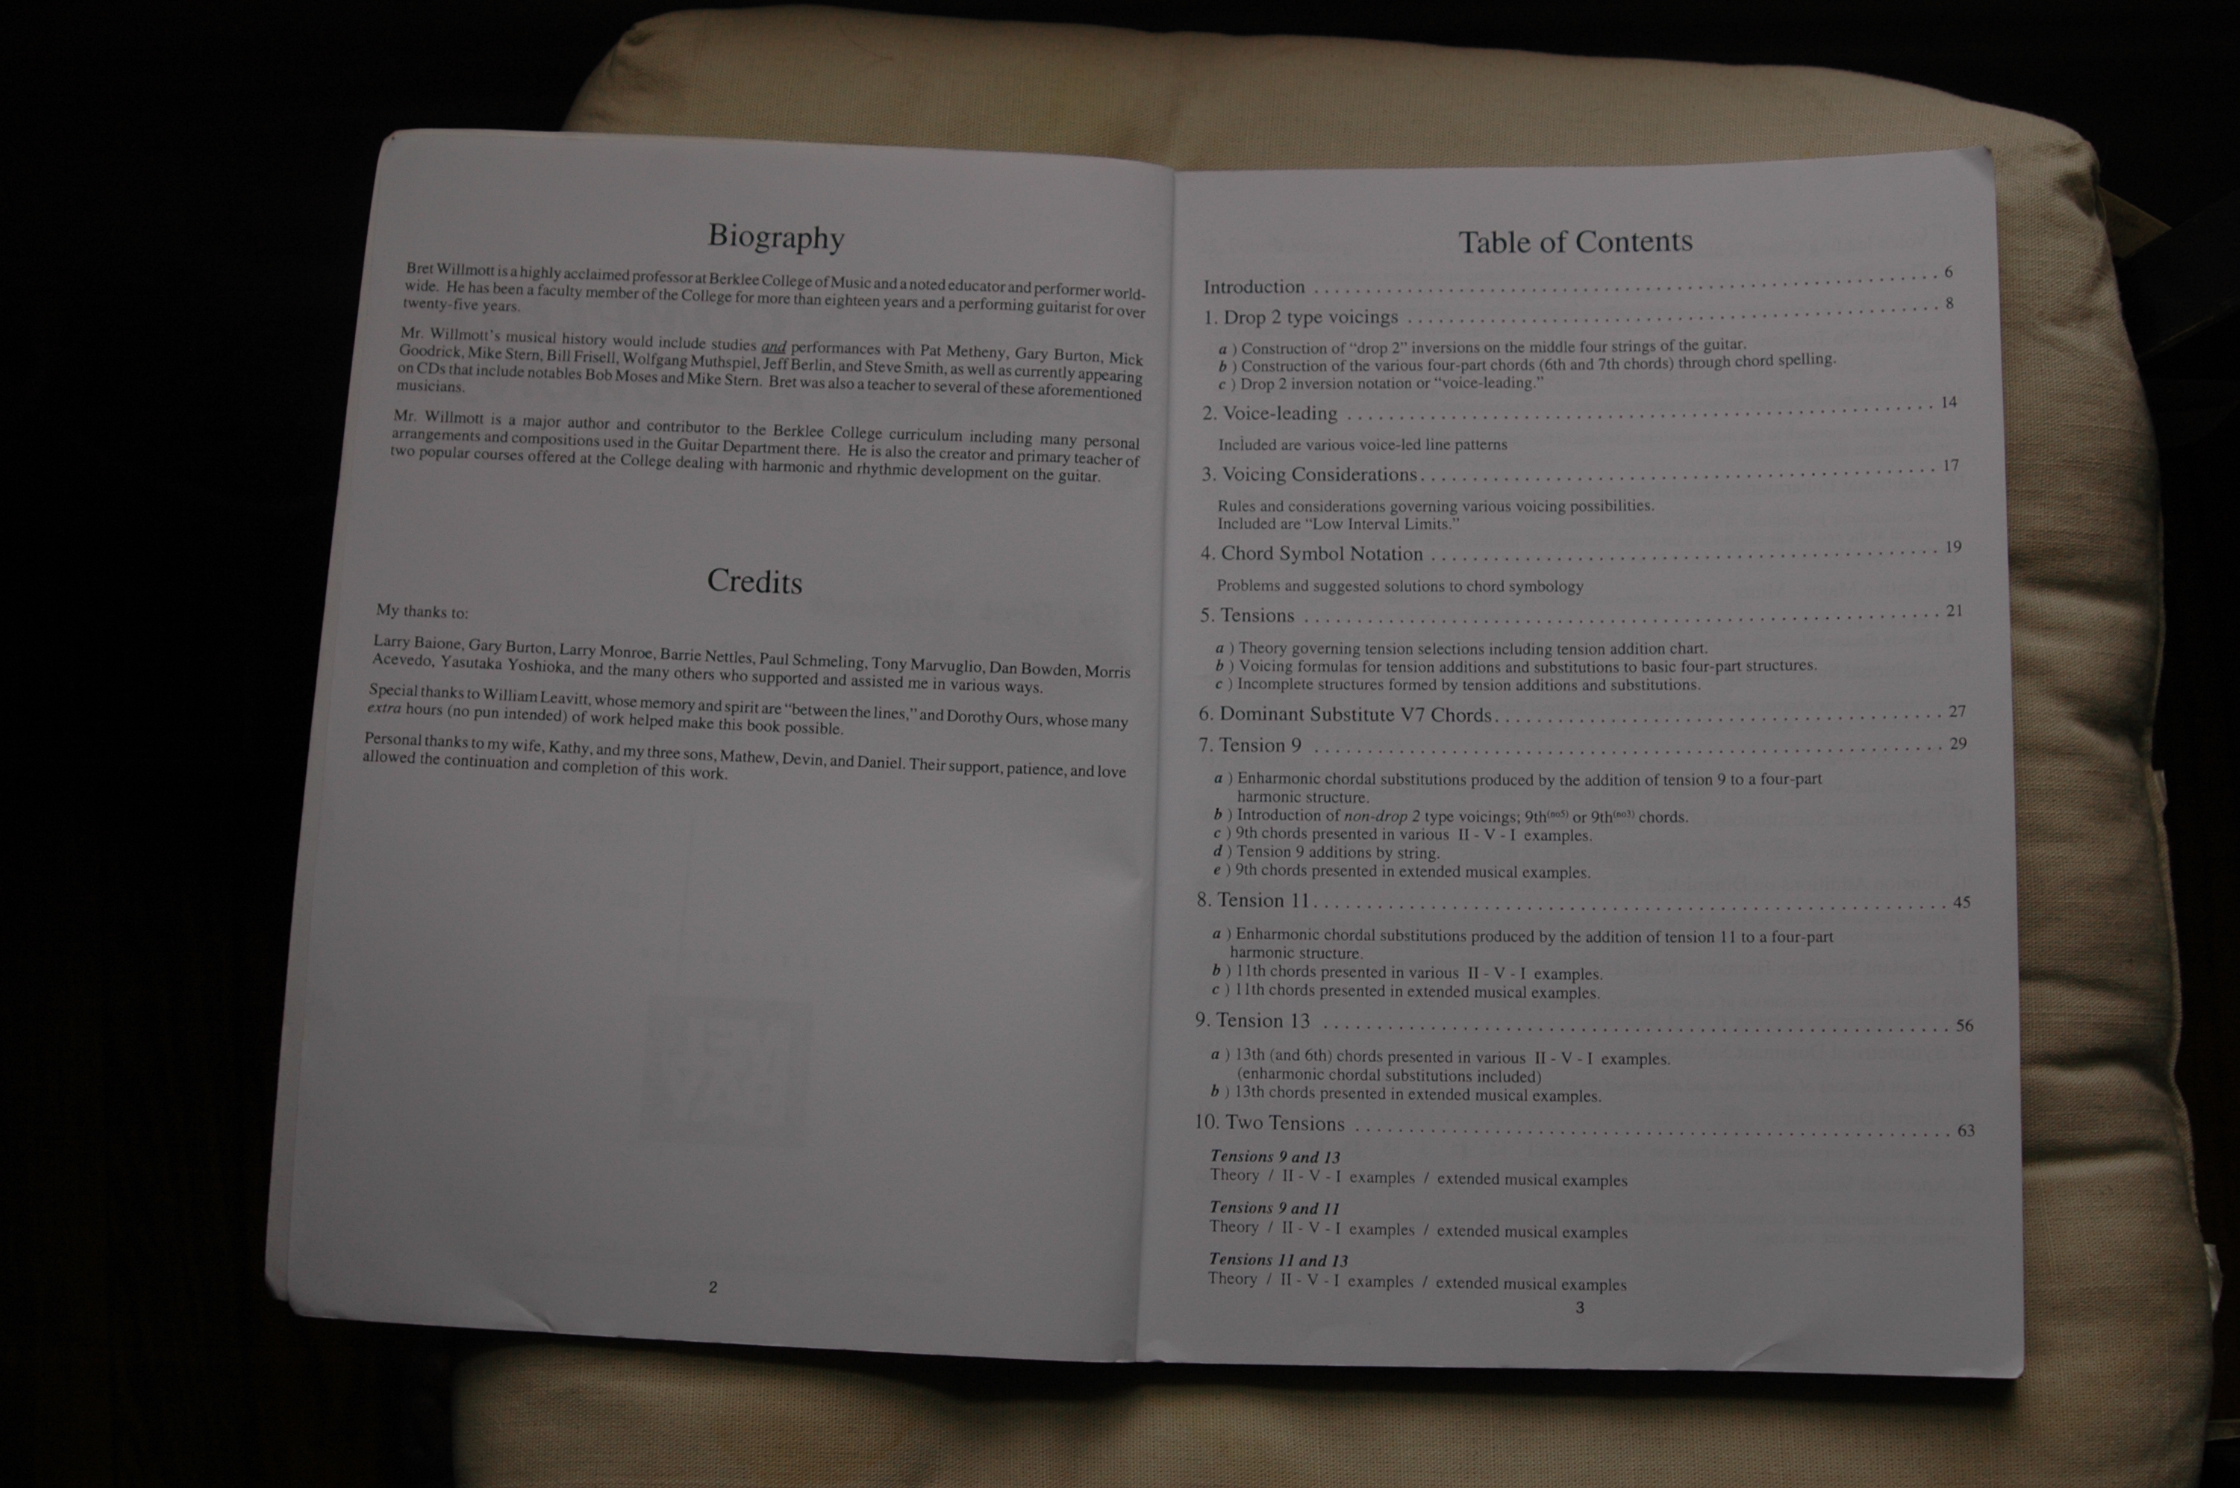 Biography
Bret Willmott is a highly acclaimed professor at Berklee College of Music and a noted educator and performer world-
wide. He has been a faculty member of the College for more than eighteen years and a performing guitarist for over
twenty-five years.
Mr. Willmott's musical history would include studies and performances with Pat Metheny, Gary Burton, Mick
Goodrick, Mike Stern, Bill Frisell, Wolfgang Muthspiel, Jeff Berlin, and Steve Smith, as well as currently appearing
on CDs that include notables Bob Moses and Mike Stern. Bret was also a teacher to several of these aforementioned
musicians.
Mr. Willmott is a major author and contributor to the Berklee College curriculum including many personal
arrangements and compositions used in the Guitar Department there. He is also the creator and primary teacher of
two popular courses offered at the College dealing with harmonic and rhythmic development on the guitar.
Credits
My thanks to:
Larry Baione, Gary Burton, Larry Monroe, Barrie Nettles, Paul Schmeling, Tony Marvuglio, Dan Bowden, Morris
Acevedo, Yasutaka Yoshioka, and the many others who supported and assisted me in various ways.
Special thanks to William Leavitt, whose memory and spirit are "between the lines," and Dorothy Ours, whose many
extra hours (no pun intended) of work helped make this book possible.
Personal thanks to my wife, Kathy, and my three sons, Mathew, Devin, and Daniel. Their support, patience, and love
allowed the continuation and completion of this work.
2
Table of Contents
Introduction . . . . . . . . . . 6
1. Drop 2 type voicings . . . . . . . . . . 8
a ) Construction of "drop 2" inversions on the middle four strings of the guitar.
b ) Construction of the various four-part chords (6th and 7th chords) through chord spelling.
c ) Drop 2 inversion notation or "voice-leading."
2. Voice-leading . . . . . . . . . . 14
Included are various voice-led line patterns
3. Voicing Considerations . . . . . . . . . . 17
Rules and considerations governing various voicing possibilities.
Included are "Low Interval Limits."
4. Chord Symbol Notation . . . . . . . . . . 19
Problems and suggested solutions to chord symbology
5. Tensions . . . . . . . . . . 21
a ) Theory governing tension selections including tension addition chart.
b ) Voicing formulas for tension additions and substitutions to basic four-part structures.
c ) Incomplete structures formed by tension additions and substitutions.
6. Dominant Substitute V7 Chords . . . . . . . . . . 27
7. Tension 9 . . . . . . . . . . 29
a ) Enharmonic chordal substitutions produced by the addition of tension 9 to a four-part
harmonic structure.
b ) Introduction of non-drop 2 type voicings; 9th(no5) or 9th(no3) chords.
c ) 9th chords presented in various II - V - I examples.
d ) Tension 9 additions by string.
e ) 9th chords presented in extended musical examples.
8. Tension 11 . . . . . . . . . . 45
a ) Enharmonic chordal substitutions produced by the addition of tension 11 to a four-part
harmonic structure.
b ) 11th chords presented in various II - V - I examples.
c ) 11th chords presented in extended musical examples.
9. Tension 13 . . . . . . . . . . 56
a ) 13th (and 6th) chords presented in various II - V - I examples.
(enharmonic chordal substitutions included)
b ) 13th chords presented in extended musical examples.
10. Two Tensions . . . . . . . . . . 63
Tensions 9 and 13
Theory / II - V - I examples / extended musical examples
Tensions 9 and 11
Theory / II - V - I examples / extended musical examples
Tensions 11 and 13
Theory / II - V - I examples / extended musical examples
3